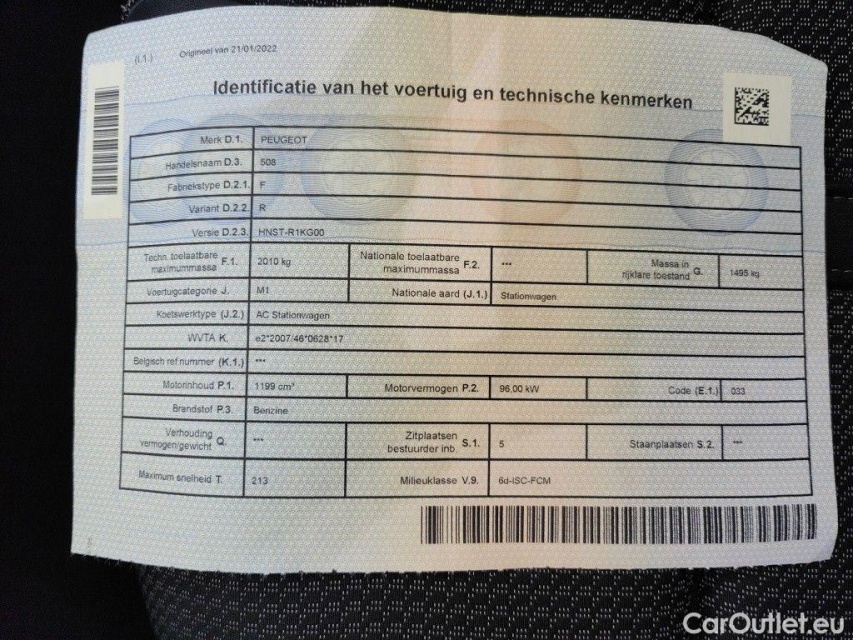 (I.1.) Origineel van 21/01/2022
Identificatie van het voertuig en technische kenmerken
Merk D.1. PEUGEOT
Handelsnaam D.3. 508
Fabriekstype D.2.1. F
Variant D.2.2. R
Versie D.2.3. HNST-R1KG00
Techn. toelaatbare maximummassa F.1. 2010 kg Nationale toelaatbare maximummassa F.2. --- Massa in rijklare toestand G. 1495 kg
Voertuigcategorie J. M1 Nationale aard (J.1.) Stationwagen
Koetswerktype (J.2.) AC Stationwagen
WVTA K. e2*2007/46*0628*17
Belgisch ref nummer (K.1.) ---
Motorinhoud P.1. 1199 cm³ Motorvermogen P.2. 96.00 kW Code (E.1.) 033
Brandstof P.3. Benzine
Verhouding vermogen/gewicht Q. --- Zitplaatsen bestuurder inb. S.1. 5 Staanplaatsen S.2. ---
Maximum snelheid T. 213 Milieuklasse V.9. 6d-ISC-FCM
CarOutlet.eu